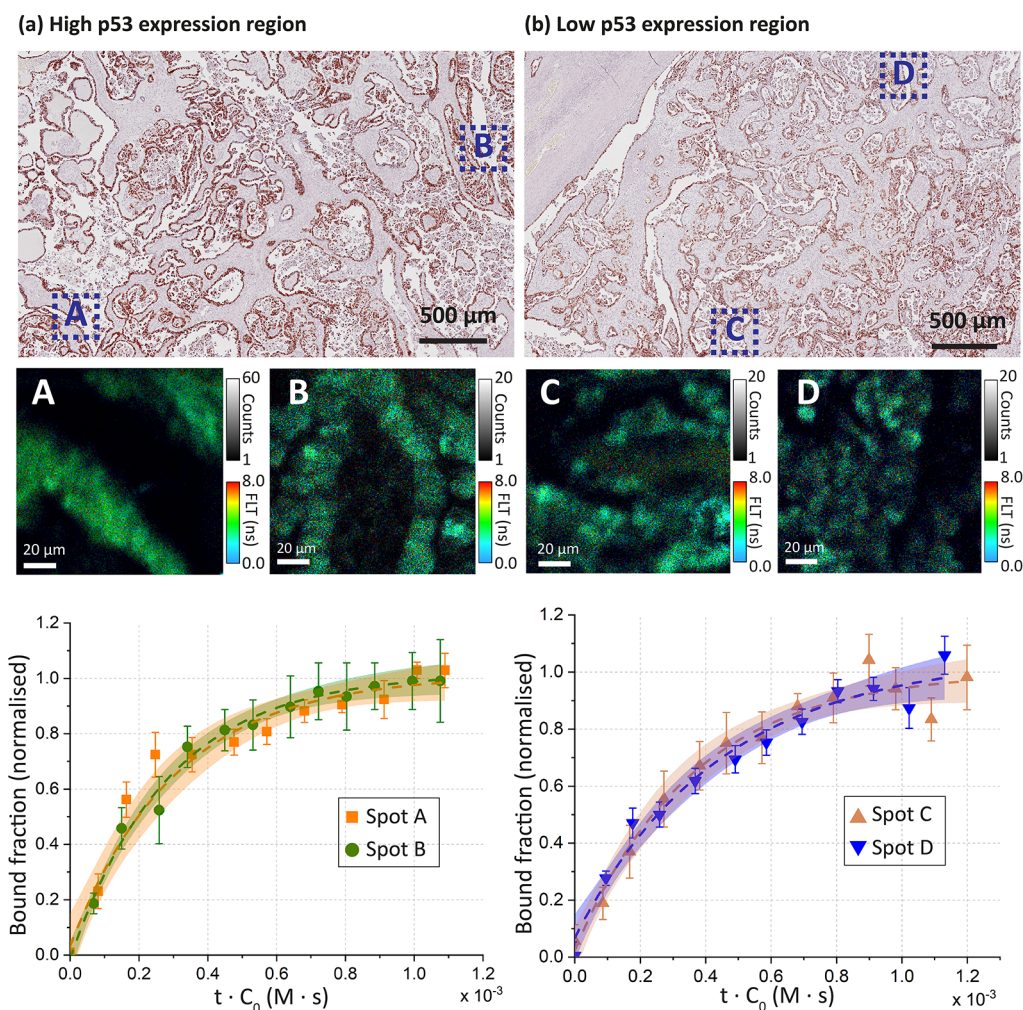 (a) High p53 expression region
(b) Low p53 expression region
A
B
500 μm
C
D
500 μm
A
20 μm
60
Counts
1
8.0
FLT (ns)
0.0
B
20 μm
20
Counts
1
8.0
FLT (ns)
0.0
C
20 μm
20
Counts
1
8.0
FLT (ns)
0.0
D
20 μm
20
Counts
1
8.0
FLT (ns)
0.0
Bound fraction (normalised)
1.2
1.0
0.8
0.6
0.4
0.2
0.0
Spot A
Spot B
0.0 0.2 0.4 0.6 0.8 1.0 1.2
x 10⁻³
t · C₀ (M · s)
Bound fraction (normalised)
1.2
1.0
0.8
0.6
0.4
0.2
0.0
Spot C
Spot D
0.0 0.2 0.4 0.6 0.8 1.0 1.2
x 10⁻³
t · C₀ (M · s)